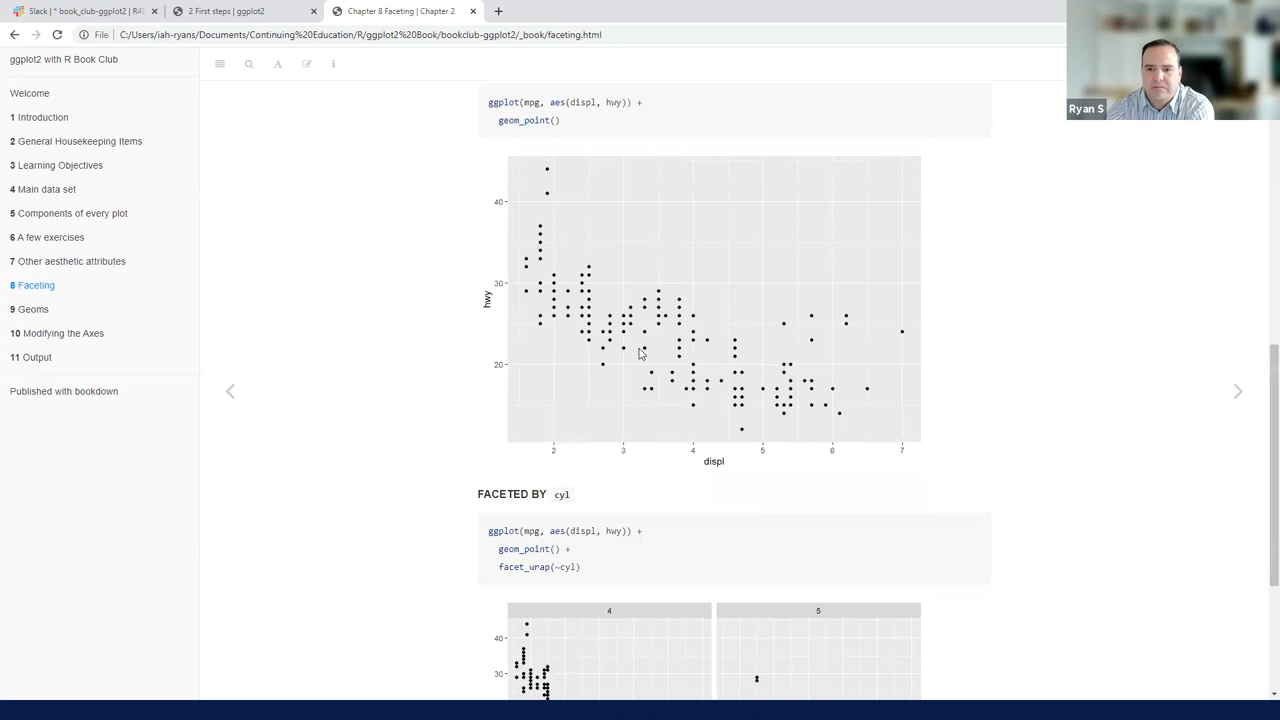 Slack | * book_club-ggplot2 | R4D
2 First steps | ggplot2
Chapter 8 Faceting | Chapter 2
File
C:/Users/iah-ryans/Documents/Continuing%20Education/R/ggplot2%20Book/bookclub-ggplot2/_book/faceting.html
ggplot2 with R Book Club
Welcome
1 Introduction
2 General Housekeeping Items
3 Learning Objectives
4 Main data set
5 Components of every plot
6 A few exercises
7 Other aesthetic attributes
8 Faceting
9 Geoms
10 Modifying the Axes
11 Output
Published with bookdown
A
i
ggplot(mpg, aes(displ, hwy)) +
geom_point()
40
30
20
hwy
2 3 4 5 6 7
displ
FACETED BY cyl
ggplot(mpg, aes(displ, hwy)) +
geom_point() +
facet_wrap(~cyl)
4 5
40
30
Ryan S